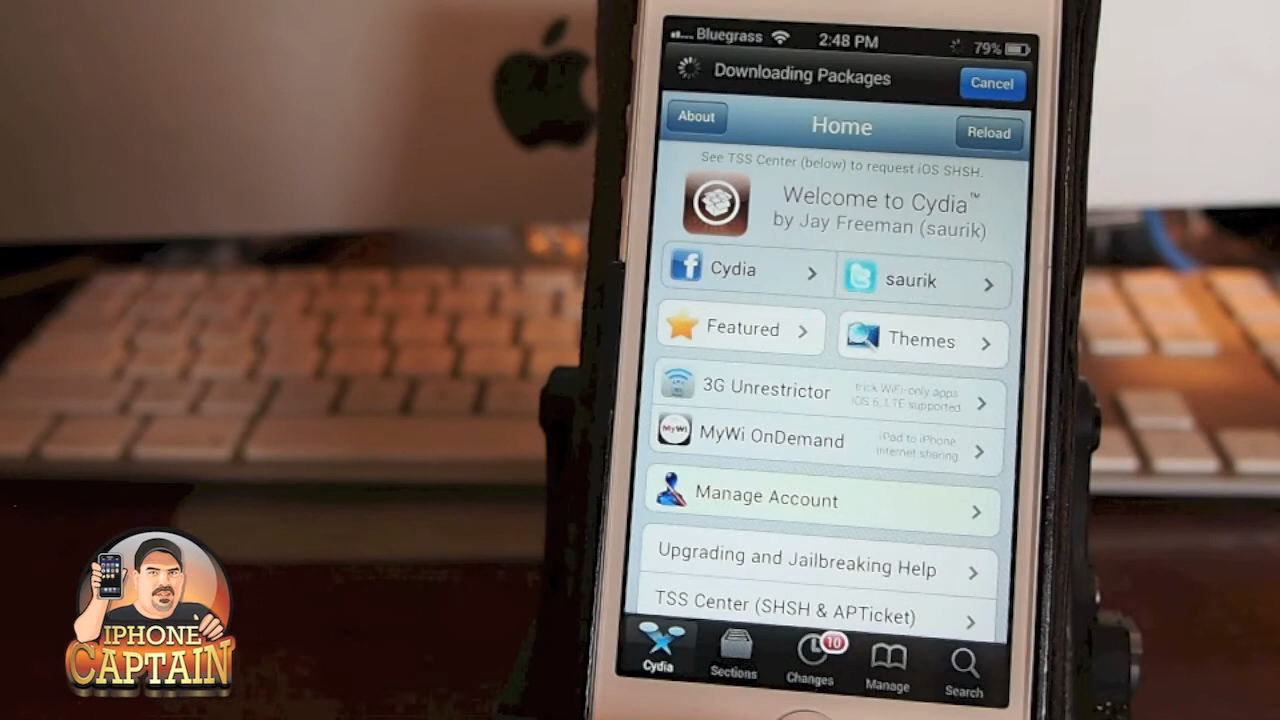 Bluegrass 2:48 PM 79%
Downloading Packages Cancel
About Home Reload
See TSS Center (below) to request iOS SHSH.
Welcome to Cydia™
by Jay Freeman (saurik)
Cydia saurik
Featured Themes
3G Unrestrictor trick WiFi-only apps
iOS 6, LTE supported
MyWi MyWi OnDemand iPad to iPhone
Internet sharing
Manage Account
Upgrading and Jailbreaking Help
TSS Center (SHSH & APTicket)
10
Cydia Sections Changes Manage Search
IPHONE
CAPTAIN